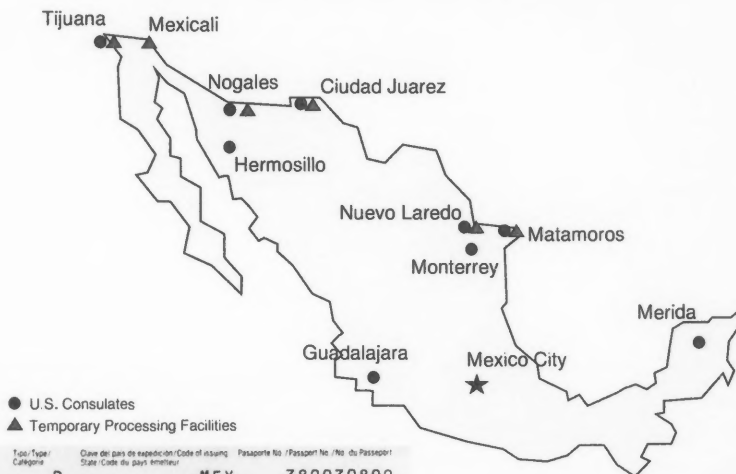 Tijuana
Mexicali
Nogales
Ciudad Juarez
Hermosillo
Nuevo Laredo
Matamoros
Monterrey
Merida
Guadalajara
Mexico City
U.S. Consulates
Temporary Processing Facilities
Tipo/Type/ Clave del pais de expedicion/Code of issuing Pasaporte No./Passport No./No. du Passeport
Catégorie State/Code du pays émetteur
MEX